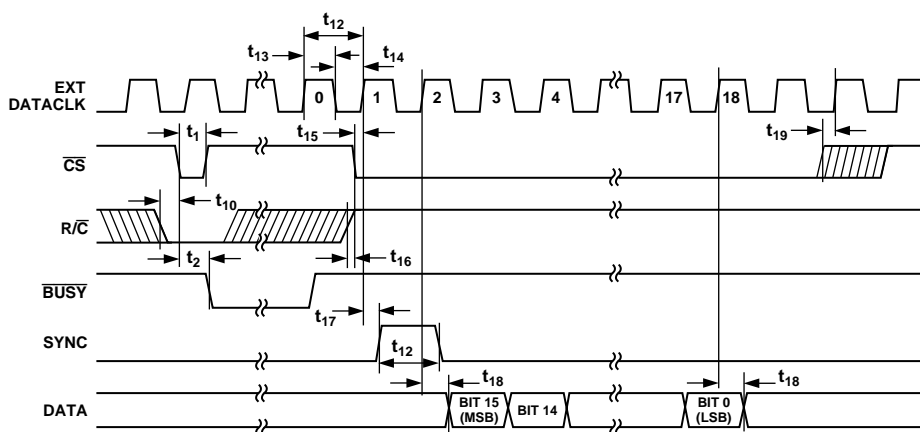 t12
t13
t14
EXT
DATACLK
0
1
2
3
4
17
18
t1
t15
t19
CS
t10
R/C
t2
t16
BUSY
t17
SYNC
t12
t18
t18
DATA
BIT 15
(MSB)
BIT 14
BIT 0
(LSB)